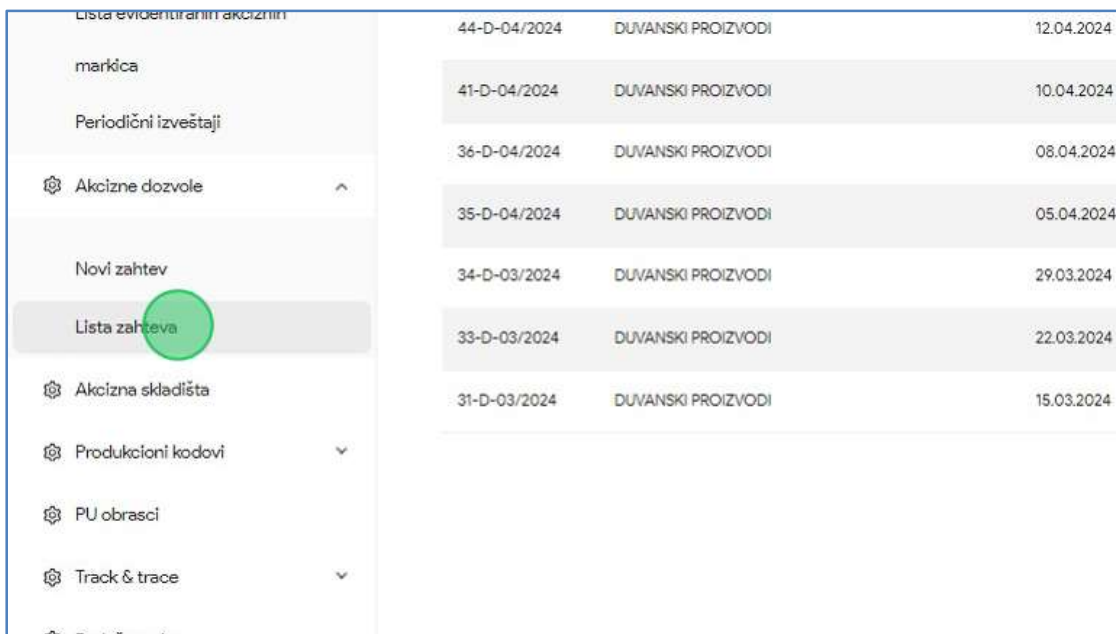 Lista evidentiranih akciznih
markica
Periodični izveštaji
Akcizne dozvole
Novi zahtev
Lista zahteva
Akcizna skladišta
Produkcioni kodovi
PU obrasci
Track & trace
44-D-04/2024 DUVANSKI PROIZVODI 12.04.2024
41-D-04/2024 DUVANSKI PROIZVODI 10.04.2024
36-D-04/2024 DUVANSKI PROIZVODI 08.04.2024
35-D-04/2024 DUVANSKI PROIZVODI 05.04.2024
34-D-03/2024 DUVANSKI PROIZVODI 29.03.2024
33-D-03/2024 DUVANSKI PROIZVODI 22.03.2024
31-D-03/2024 DUVANSKI PROIZVODI 15.03.2024